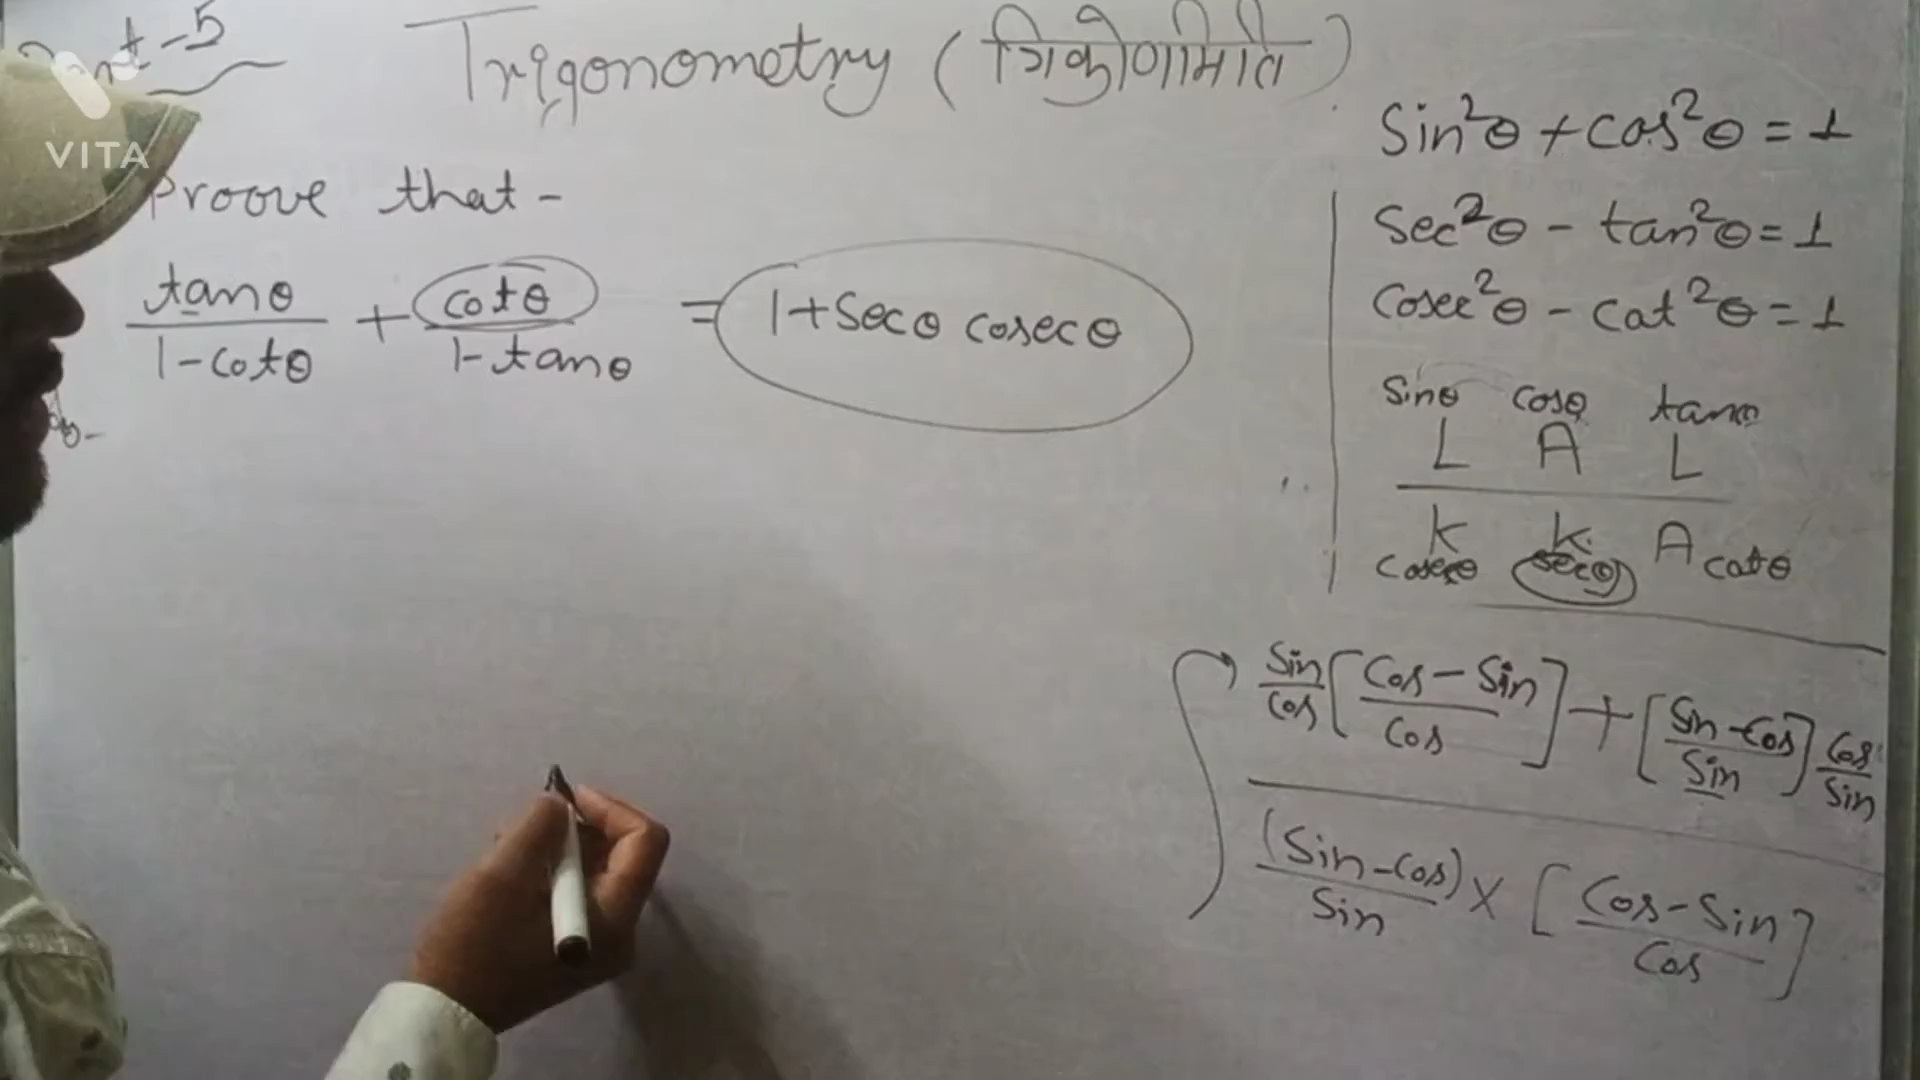 Part-5
Trigonometry (त्रिकोणमिति)
VITA
Proove that -
tanθ/1-cotθ + cotθ/1-tanθ = 1+secθ cosecθ
Sin²θ + cos²θ = 1
Sec²θ - tan²θ = 1
Cosec²θ - cat²θ = 1
Sinθ cosθ tanθ
L A L
K K A
cosecθ secθ catθ
Sin/Cos [Cos-Sin/Cos] + [Sin-Cos/Sin] Cos/Sin
(Sin-Cos)/Sin × [Cos-Sin/Cos]